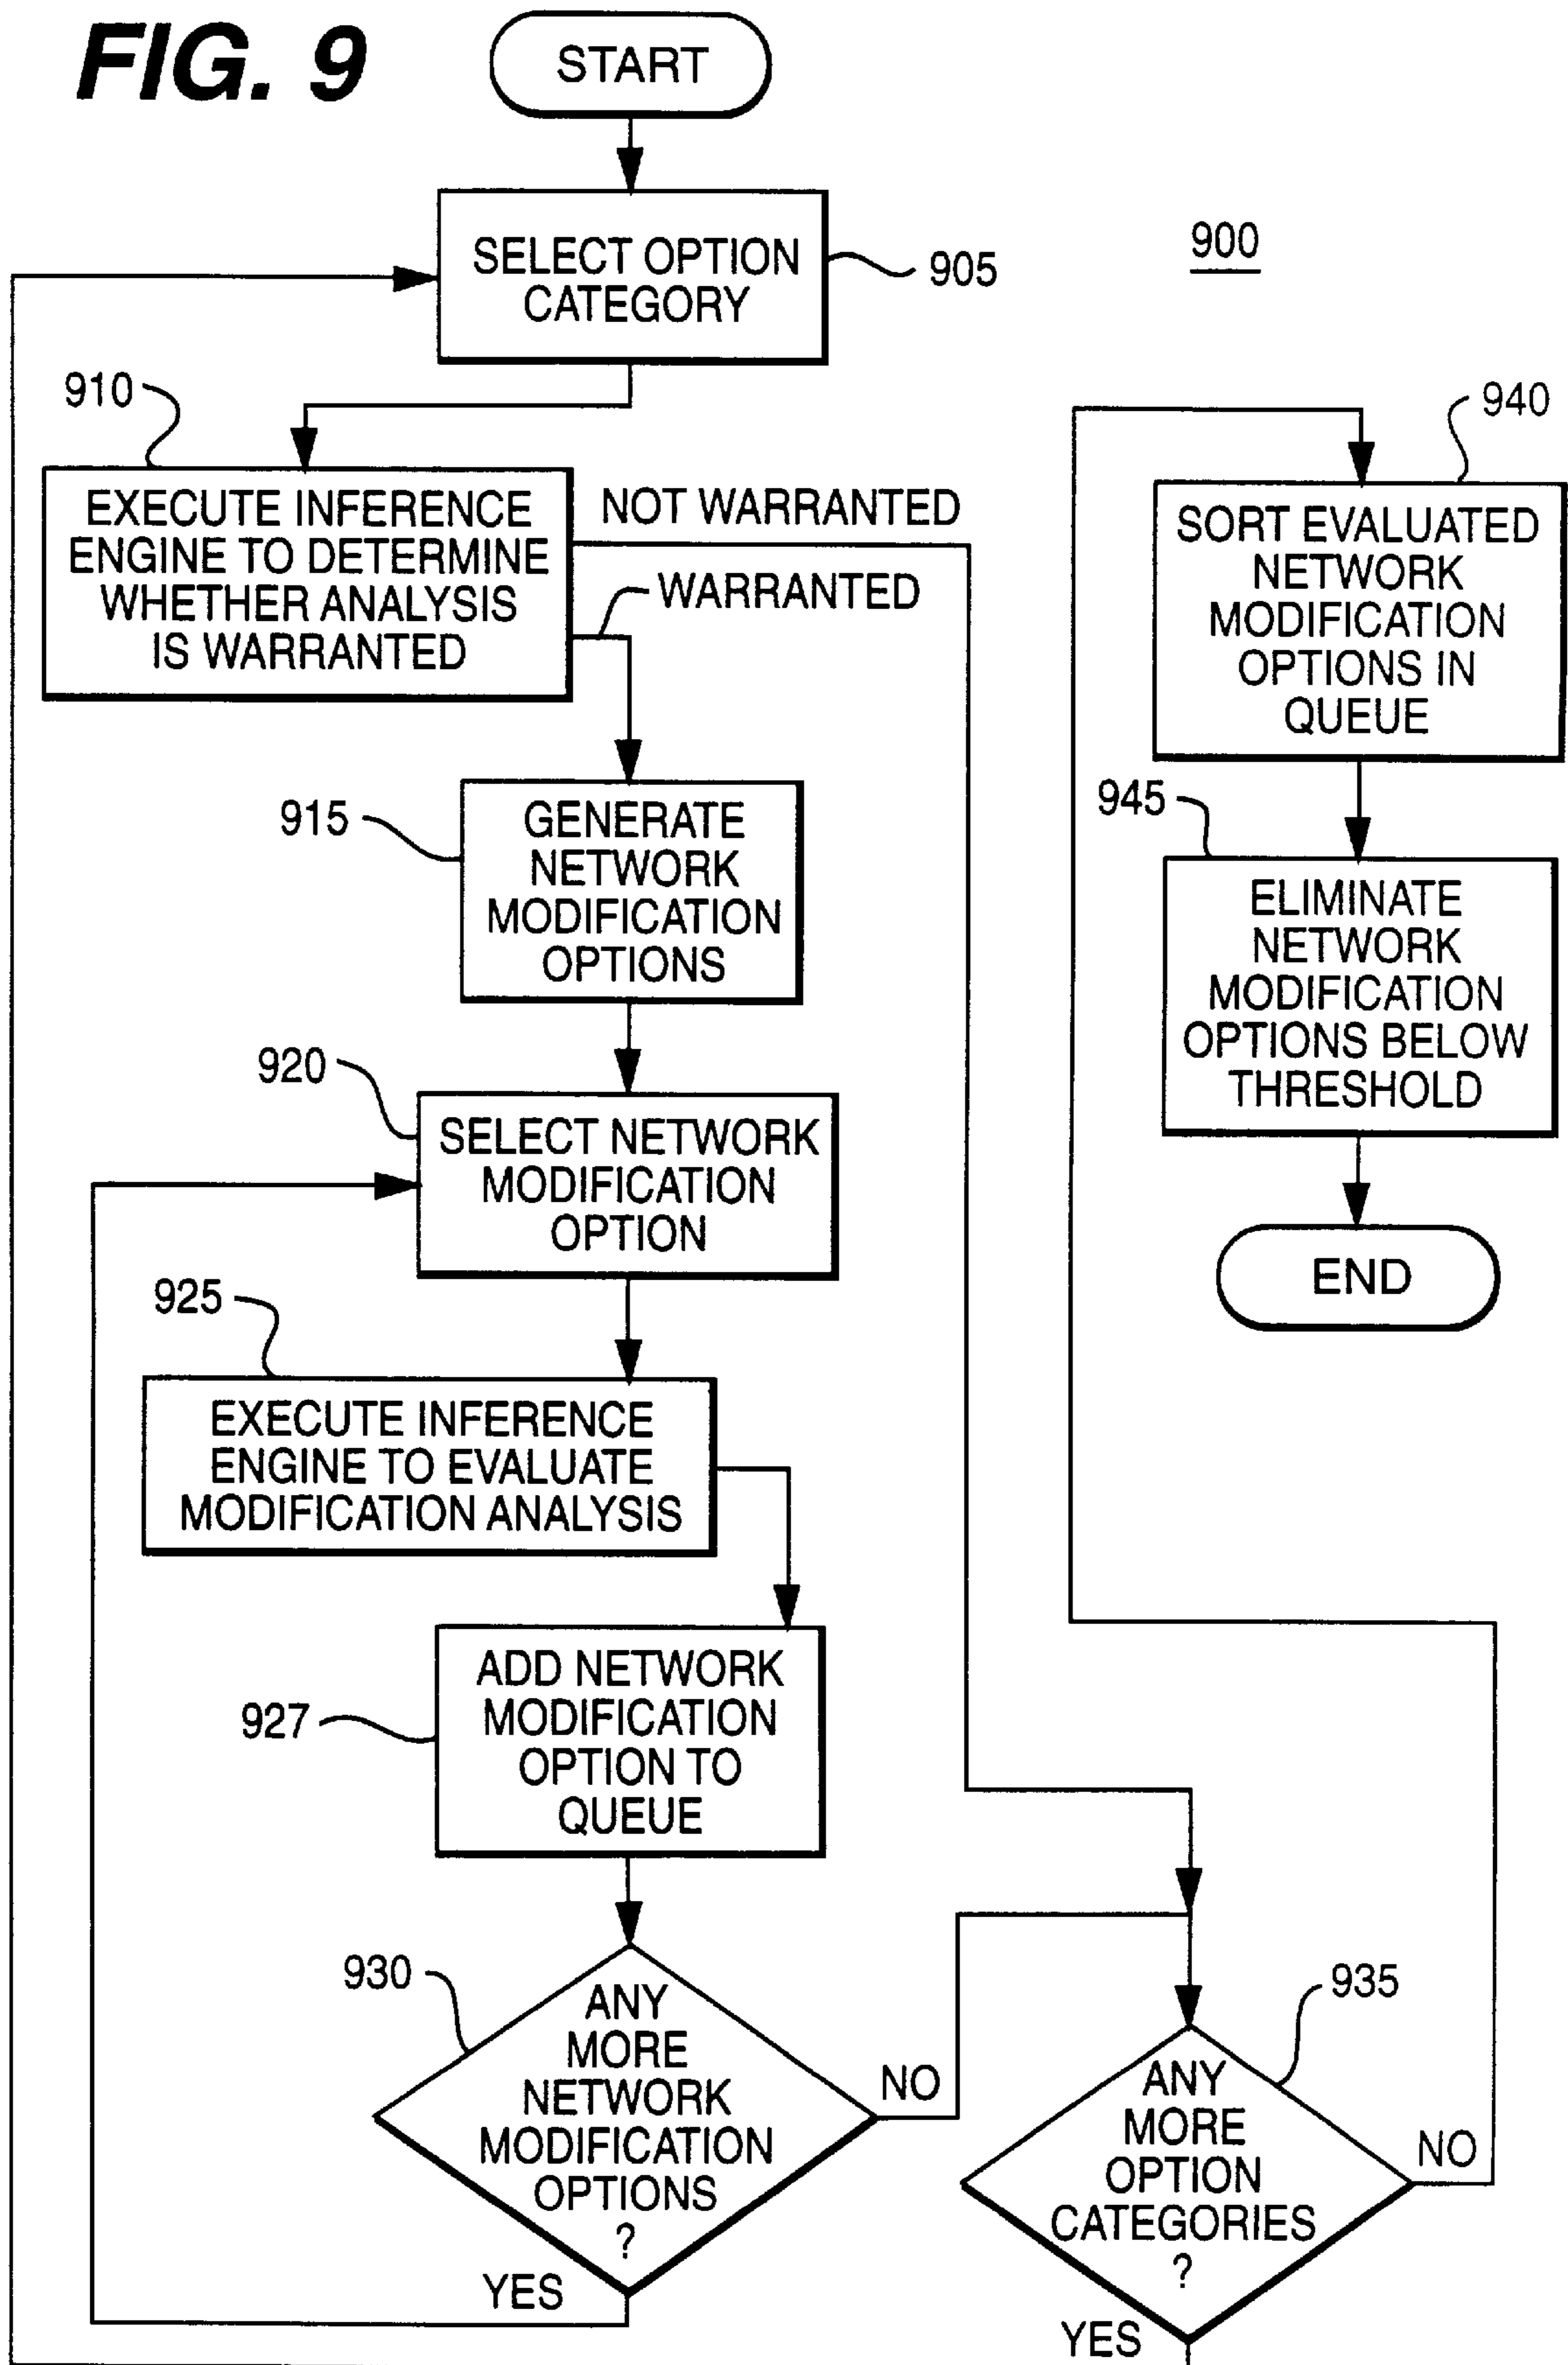 FIG. 9
START
900
SELECT OPTION
CATEGORY
905
910
EXECUTE INFERENCE
ENGINE TO DETERMINE
WHETHER ANALYSIS
IS WARRANTED
NOT WARRANTED
WARRANTED
915
GENERATE
NETWORK
MODIFICATION
OPTIONS
920
SELECT NETWORK
MODIFICATION
OPTION
925
EXECUTE INFERENCE
ENGINE TO EVALUATE
MODIFICATION ANALYSIS
927
ADD NETWORK
MODIFICATION
OPTION TO
QUEUE
930
ANY
MORE
NETWORK
MODIFICATION
OPTIONS
?
NO
YES
935
ANY
MORE
OPTION
CATEGORIES
?
NO
YES
940
SORT EVALUATED
NETWORK
MODIFICATION
OPTIONS IN
QUEUE
945
ELIMINATE
NETWORK
MODIFICATION
OPTIONS BELOW
THRESHOLD
END